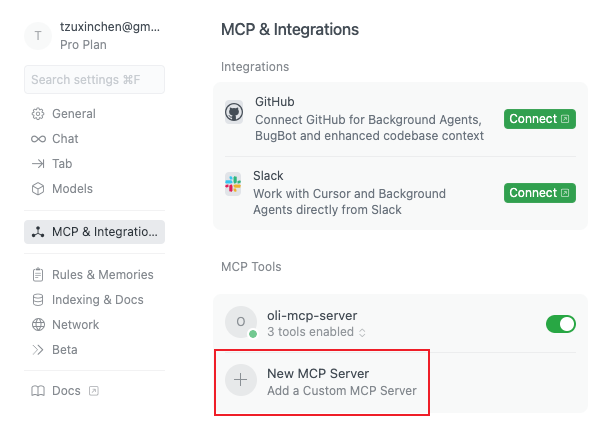 T
tzuxinchen@gm...
Pro Plan
Search settings ⌘F
General
Chat
Tab
Models
MCP & Integratio...
Rules & Memories
Indexing & Docs
Network
Beta
Docs
MCP & Integrations
Integrations
GitHub
Connect GitHub for Background Agents,
BugBot and enhanced codebase context
Connect
Slack
Work with Cursor and Background
Agents directly from Slack
Connect
MCP Tools
O
oli-mcp-server
3 tools enabled
New MCP Server
Add a Custom MCP Server